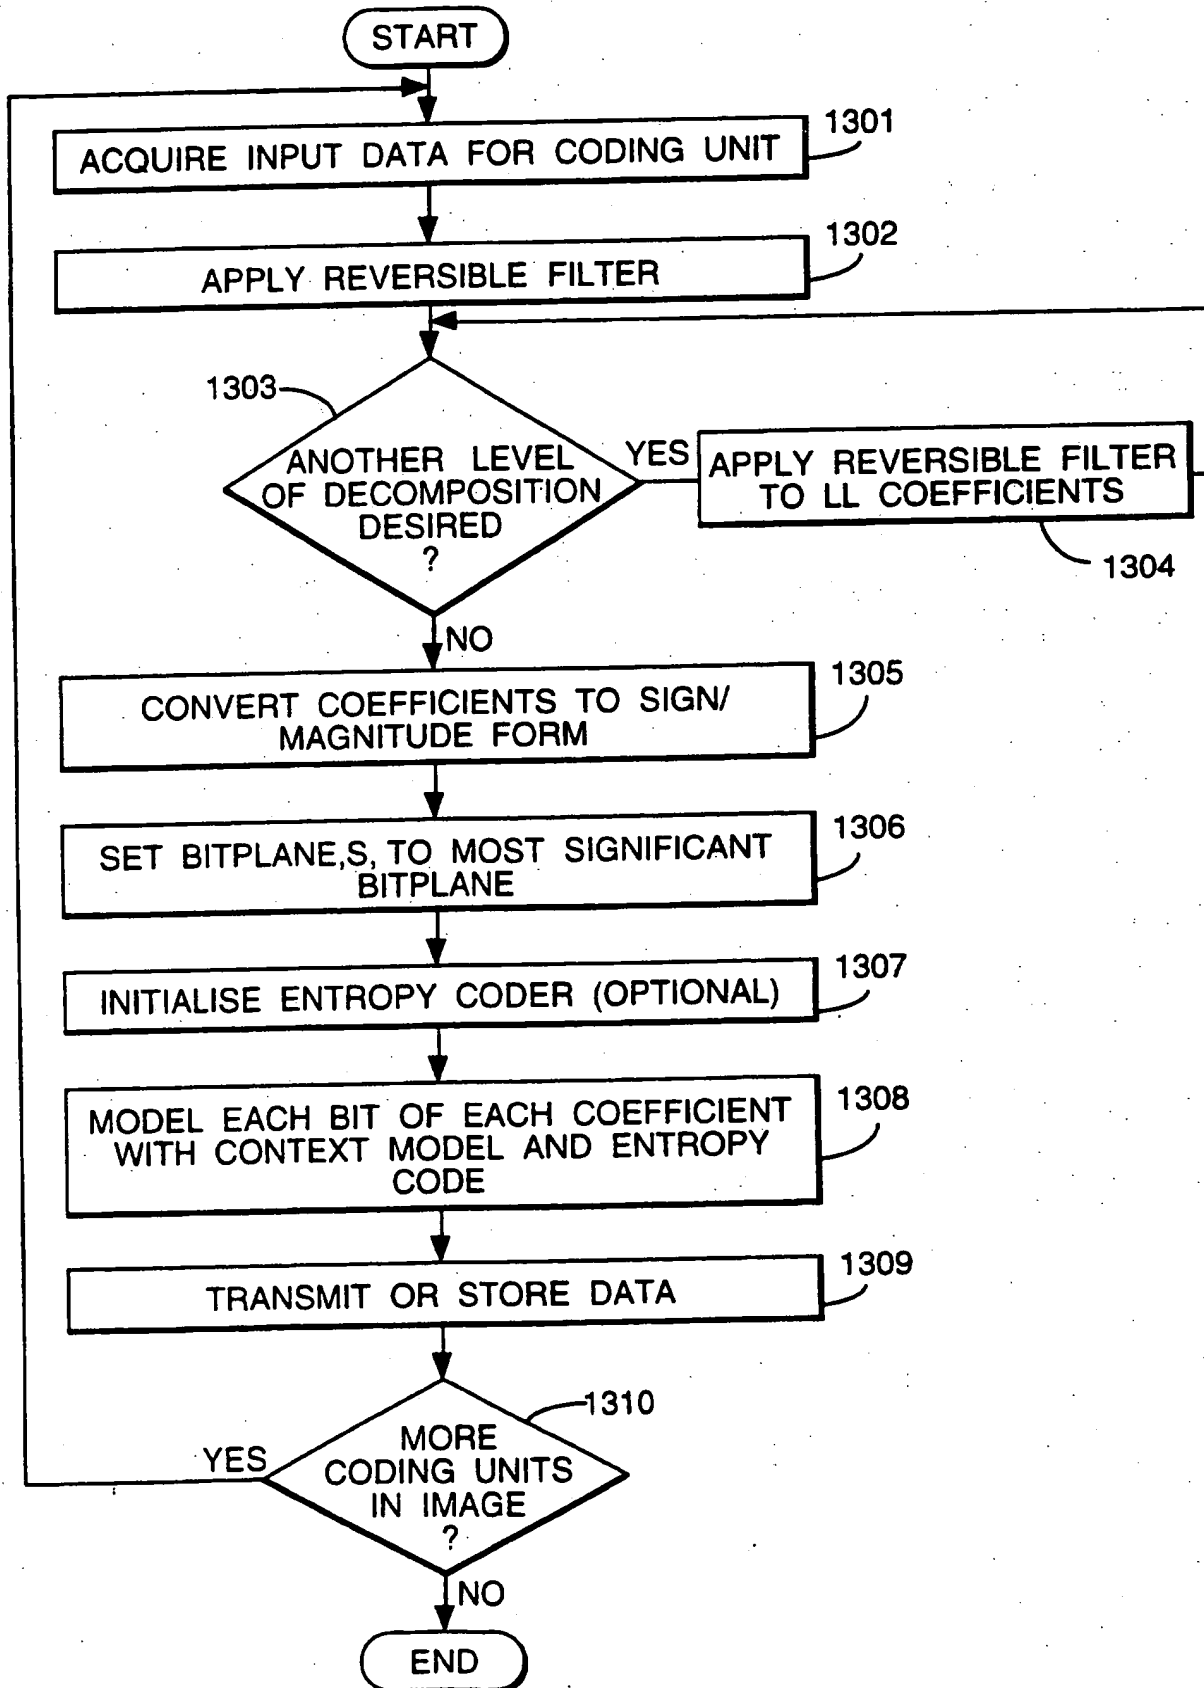 START
1301
ACQUIRE INPUT DATA FOR CODING UNIT
1302
APPLY REVERSIBLE FILTER
1303
ANOTHER LEVEL
OF DECOMPOSITION
DESIRED
?
YES
APPLY REVERSIBLE FILTER
TO LL COEFFICIENTS
1304
NO
1305
CONVERT COEFFICIENTS TO SIGN/
MAGNITUDE FORM
1306
SET BITPLANE,S, TO MOST SIGNIFICANT
BITPLANE
1307
INITIALISE ENTROPY CODER (OPTIONAL)
1308
MODEL EACH BIT OF EACH COEFFICIENT
WITH CONTEXT MODEL AND ENTROPY
CODE
1309
TRANSMIT OR STORE DATA
1310
YES
MORE
CODING UNITS
IN IMAGE
?
NO
END